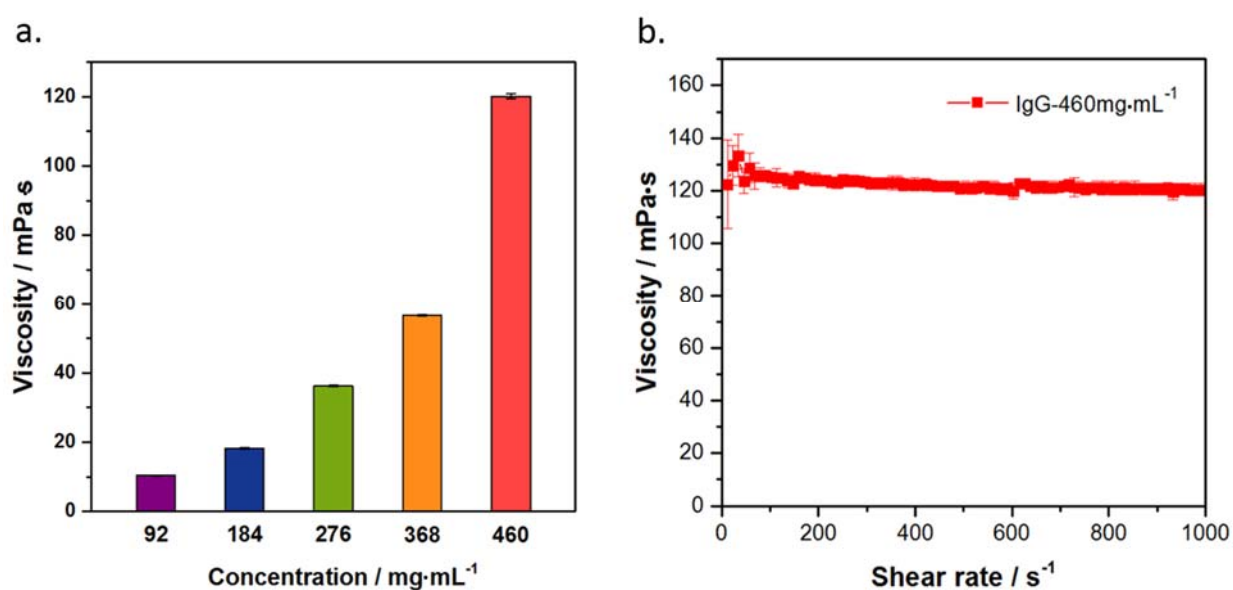 a.
Viscosity / mPa·s
120
100
80
60
40
20
0
92 184 276 368 460
Concentration / mg·mL⁻¹
b.
Viscosity / mPa·s
160
140
120
100
80
60
40
20
0
IgG-460mg·mL⁻¹
0 200 400 600 800 1000
Shear rate / s⁻¹